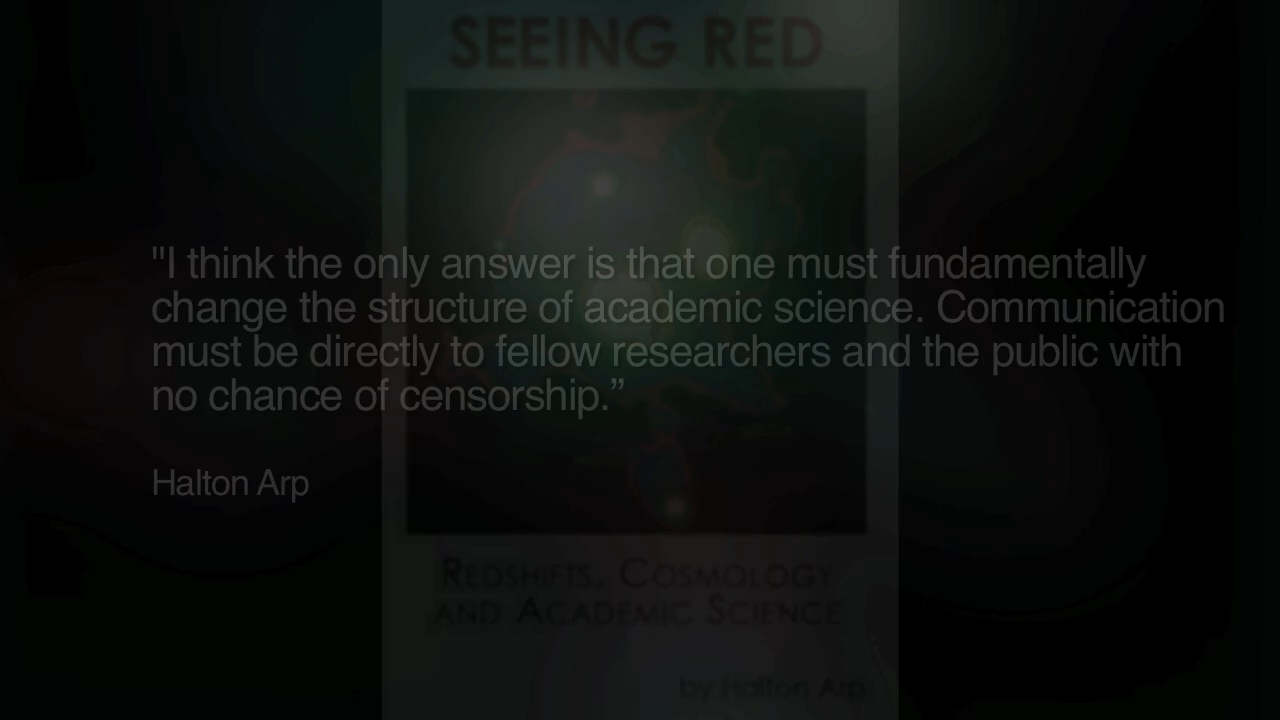 SEEING RED
"I think the only answer is that one must fundamentally
change the structure of academic science. Communication
must be directly to fellow researchers and the public with
no chance of censorship.”
Halton Arp
REDSHIFTS, COSMOLOGY
AND ACADEMIC SCIENCE
by Halton Arp